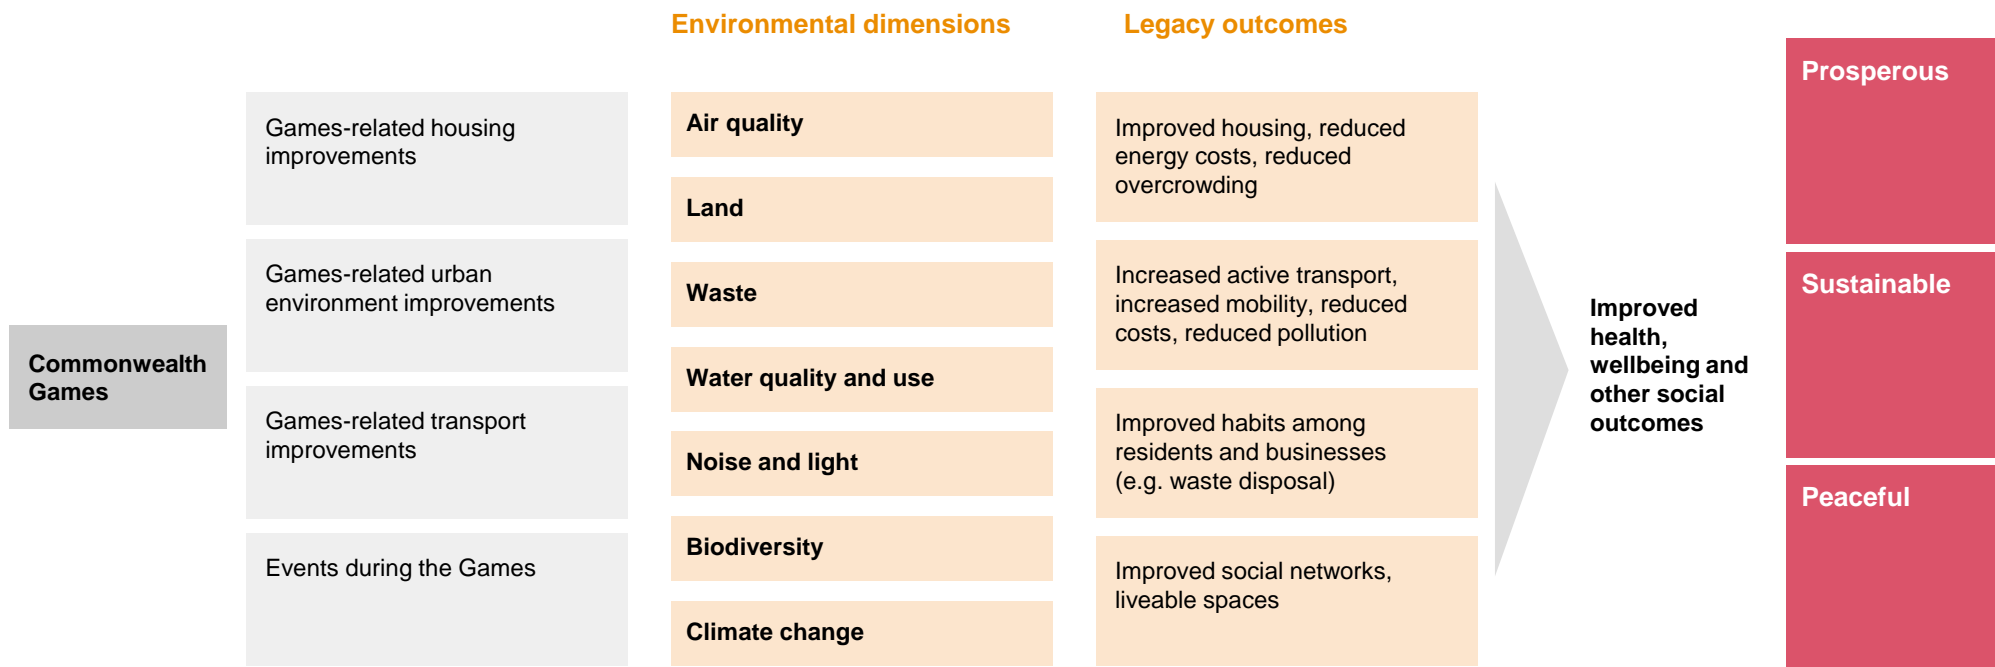 Environmental dimensions
Legacy outcomes
Commonwealth
Games
Games-related housing
improvements
Games-related urban
environment improvements
Games-related transport
improvements
Events during the Games
Air quality
Land
Waste
Water quality and use
Noise and light
Biodiversity
Climate change
Improved housing, reduced
energy costs, reduced
overcrowding
Increased active transport,
increased mobility, reduced
costs, reduced pollution
Improved habits among
residents and businesses
(e.g. waste disposal)
Improved social networks,
liveable spaces
Improved
health,
wellbeing and
other social
outcomes
Prosperous
Sustainable
Peaceful